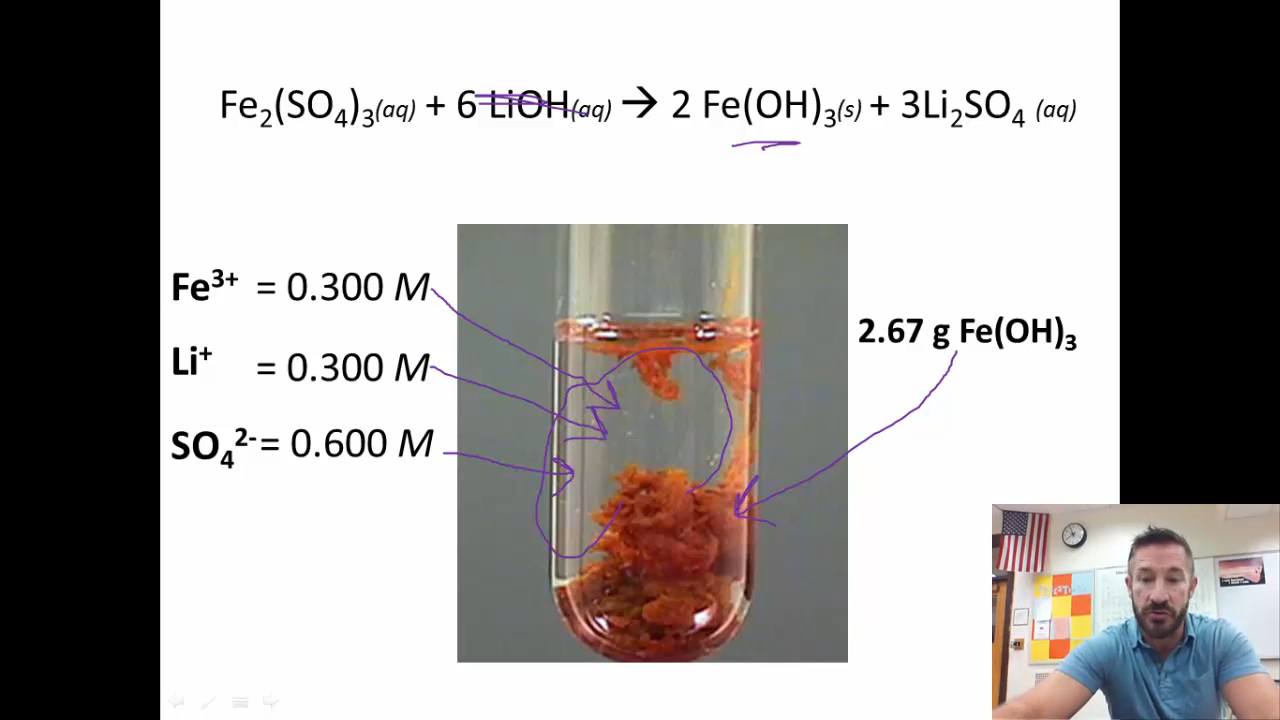 Fe₂(SO₄)₃(aq) + 6 LiOH(aq) → 2 Fe(OH)₃(s) + 3Li₂SO₄ (aq)
Fe³⁺ = 0.300 M
Li⁺ = 0.300 M
SO₄²⁻ = 0.600 M
2.67 g Fe(OH)₃